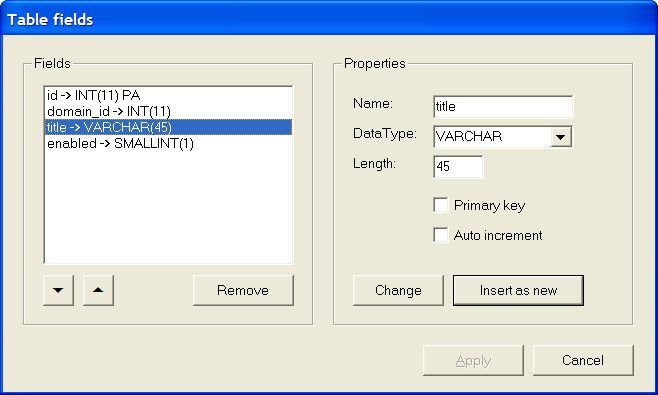 Table fields
Fields
id -> INT(11) PA
domain_id -> INT(11)
title -> VARCHAR(45)
enabled -> SMALLINT(1)
Remove
Properties
Name: title
DataType: VARCHAR
Length: 45
Primary key
Auto increment
Change Insert as new
Apply Cancel